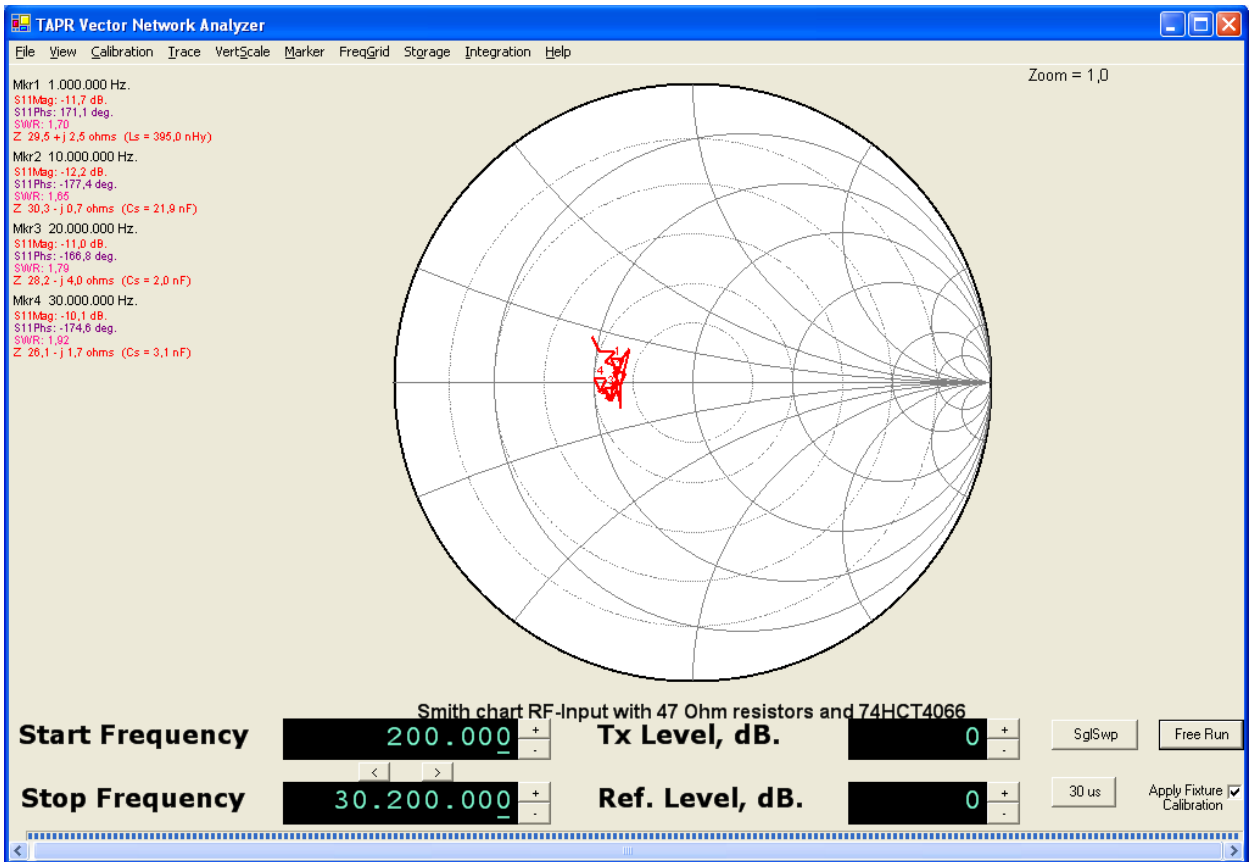 TAPR Vector Network Analyzer
File View Calibration Trace VertScale Marker FreqGrid Storage Integration Help
Zoom = 1,0
Mkr1 1.000.000 Hz.
S11Mag: -11,7 dB.
S11Phs: 171,1 deg.
SWR: 1,70
Z 29,5 + j 2,5 ohms (Ls = 395,0 nHy)
Mkr2 10.000.000 Hz.
S11Mag: -12,2 dB.
S11Phs: -177,4 deg.
SWR: 1,65
Z 30,3 - j 0,7 ohms (Cs = 21,9 nF)
Mkr3 20.000.000 Hz.
S11Mag: -11,0 dB.
S11Phs: -166,8 deg.
SWR: 1,79
Z 28,2 - j 4,0 ohms (Cs = 2,0 nF)
Mkr4 30.000.000 Hz.
S11Mag: -10,1 dB.
S11Phs: -174,6 deg.
SWR: 1,92
Z 26,1 - j 1,7 ohms (Cs = 3,1 nF)
1
4
Smith chart RF-Input with 47 Ohm resistors and 74HCT4066
Start Frequency 200.000 + - Tx Level, dB. 0 + - SglSwp Free Run
< >
Stop Frequency 30.200.000 + - Ref. Level, dB. 0 + - 30 us Apply Fixture
Calibration